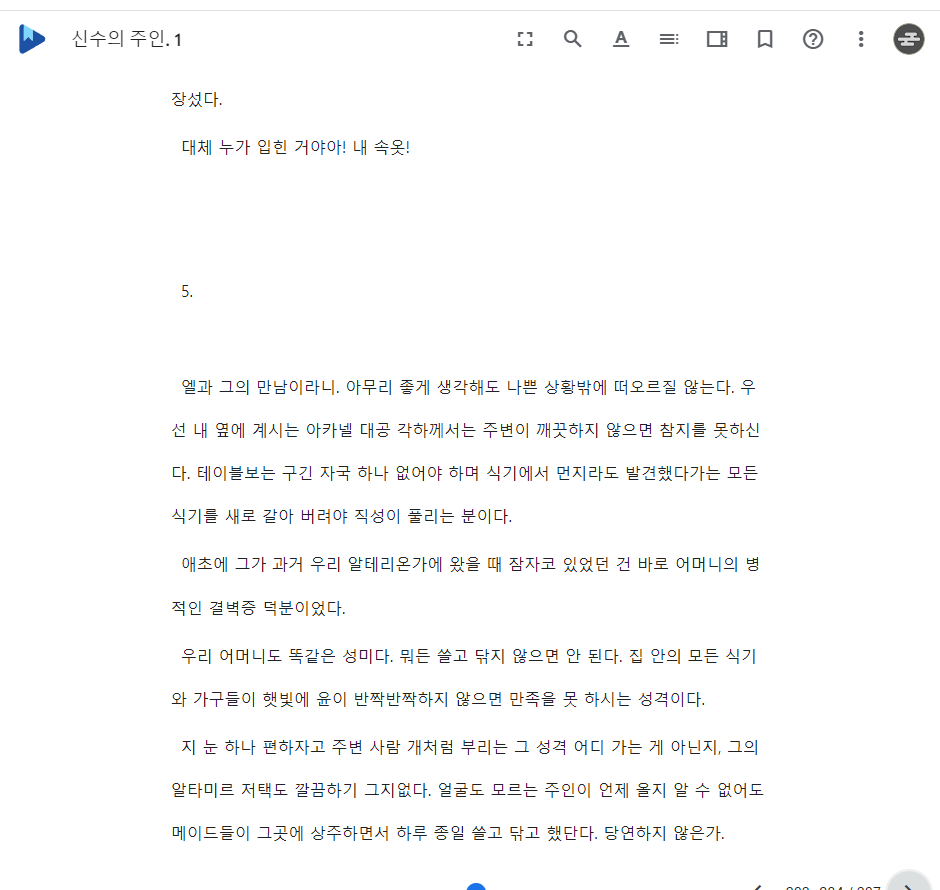 신수의 주인. 1
장섰다.
대체 누가 입힌 거야아! 내 속옷!
5.
엘과 그의 만남이라니. 아무리 좋게 생각해도 나쁜 상황밖에 떠오르질 않는다. 우
선 내 옆에 계시는 아카넬 대공 각하께서는 주변이 깨끗하지 않으면 참지를 못하신
다. 테이블보는 구긴 자국 하나 없어야 하며 식기에서 먼지라도 발견했다가는 모든
식기를 새로 갈아 버려야 직성이 풀리는 분이다.
애초에 그가 과거 우리 알테리온가에 왔을 때 잠자코 있었던 건 바로 어머니의 병
적인 결벽증 덕분이었다.
우리 어머니도 똑같은 성미다. 뭐든 쓸고 닦지 않으면 안 된다. 집 안의 모든 식기
와 가구들이 햇빛에 윤이 반짝반짝하지 않으면 만족을 못 하시는 성격이다.
지 눈 하나 편하자고 주변 사람 개처럼 부리는 그 성격 어디 가는 게 아닌지, 그의
알타미르 저택도 깔끔하기 그지없다. 얼굴도 모르는 주인이 언제 올지 알 수 없어도
메이드들이 그곳에 상주하면서 하루 종일 쓸고 닦고 했단다. 당연하지 않은가.